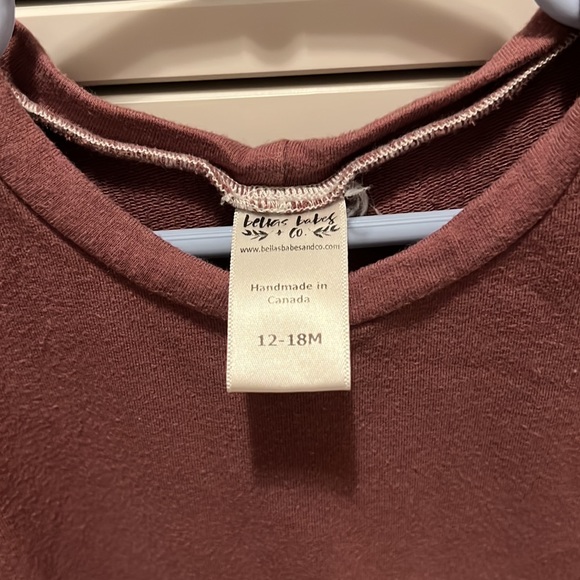 bellas babes
+ co.
www.bellasbabesandco.com
Handmade in
Canada
12-18M